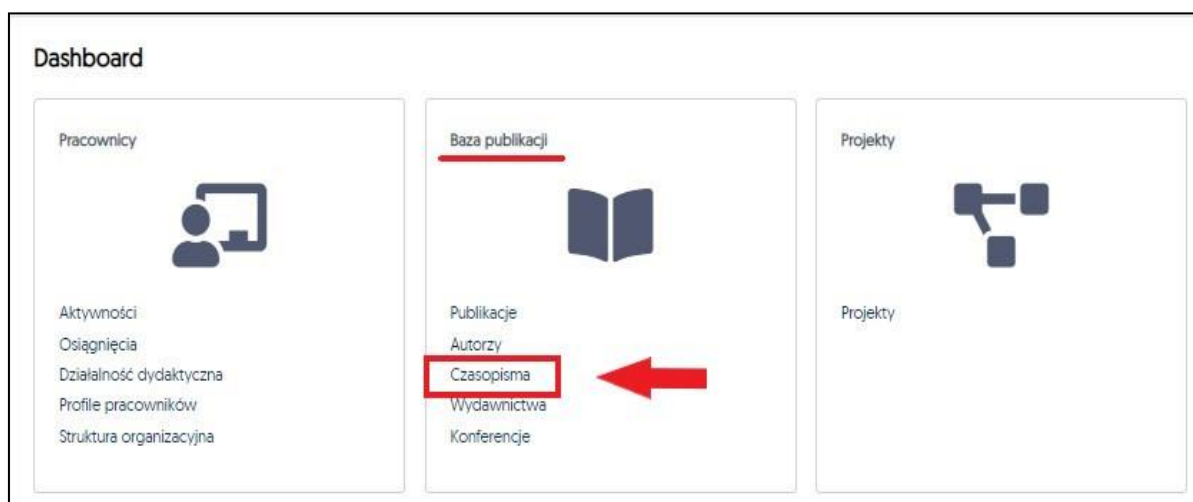 Dashboard
Pracownicy
Aktywności
Osiągnięcia
Działalność dydaktyczna
Profile pracowników
Struktura organizacyjna
Baza publikacji
Publikacje
Autorzy
Czasopisma
Wydawnictwa
Konferencje
Projekty
Projekty